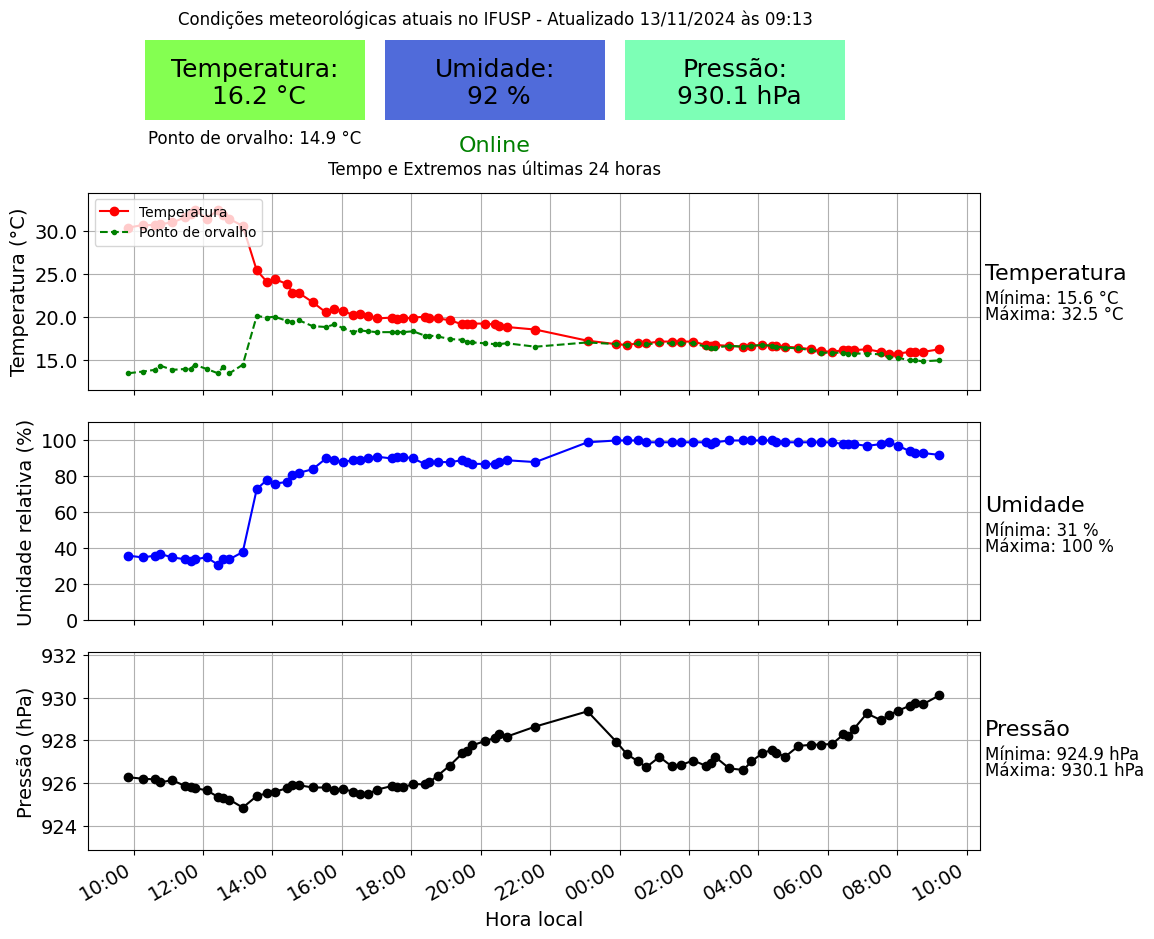 Condições meteorológicas atuais no IFUSP - Atualizado 13/11/2024 às 09:13
Temperatura:
16.2 °C
Umidade:
92 %
Pressão:
930.1 hPa
Ponto de orvalho: 14.9 °C
Online
Tempo e Extremos nas últimas 24 horas
Temperatura (°C)
30.0
25.0
20.0
15.0
Temperatura
Ponto de orvalho
Temperatura
Mínima: 15.6 °C
Máxima: 32.5 °C
Umidade relativa (%)
100
80
60
40
20
0
Umidade
Mínima: 31 %
Máxima: 100 %
Pressão (hPa)
932
930
928
926
924
Pressão
Mínima: 924.9 hPa
Máxima: 930.1 hPa
10:00 12:00 14:00 16:00 18:00 20:00 22:00 00:00 02:00 04:00 06:00 08:00 10:00
Hora local